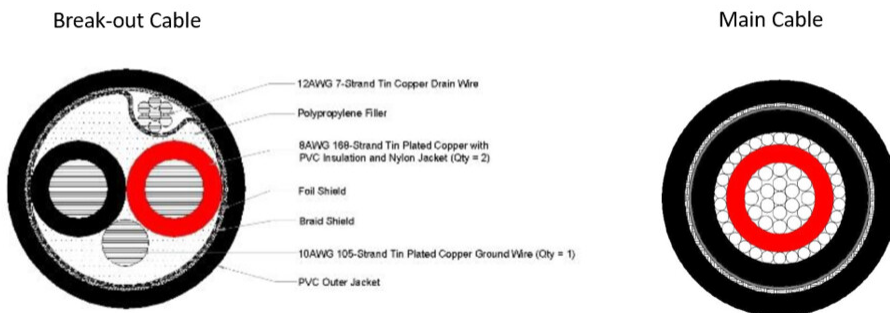 Break-out Cable
Main Cable
12AWG 7-Strand Tin Copper Drain Wire
Polypropylene Filler
8AWG 168-Strand Tin Plated Copper with
PVC Insulation and Nylon Jacket (Qty = 2)
Foil Shield
Braid Shield
10AWG 105-Strand Tin Plated Copper Ground Wire (Qty = 1)
PVC Outer Jacket